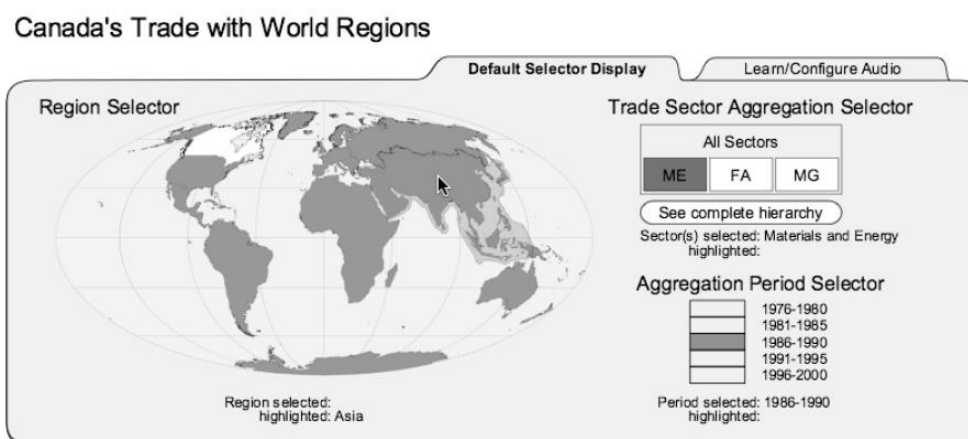 Canada's Trade with World Regions
Default Selector Display
Learn/Configure Audio
Region Selector
Region selected:
highlighted: Asia
Trade Sector Aggregation Selector
All Sectors
ME FA MG
See complete hierarchy
Sector(s) selected: Materials and Energy
highlighted:
Aggregation Period Selector
1976-1980
1981-1985
1986-1990
1991-1995
1996-2000
Period selected: 1986-1990
highlighted: